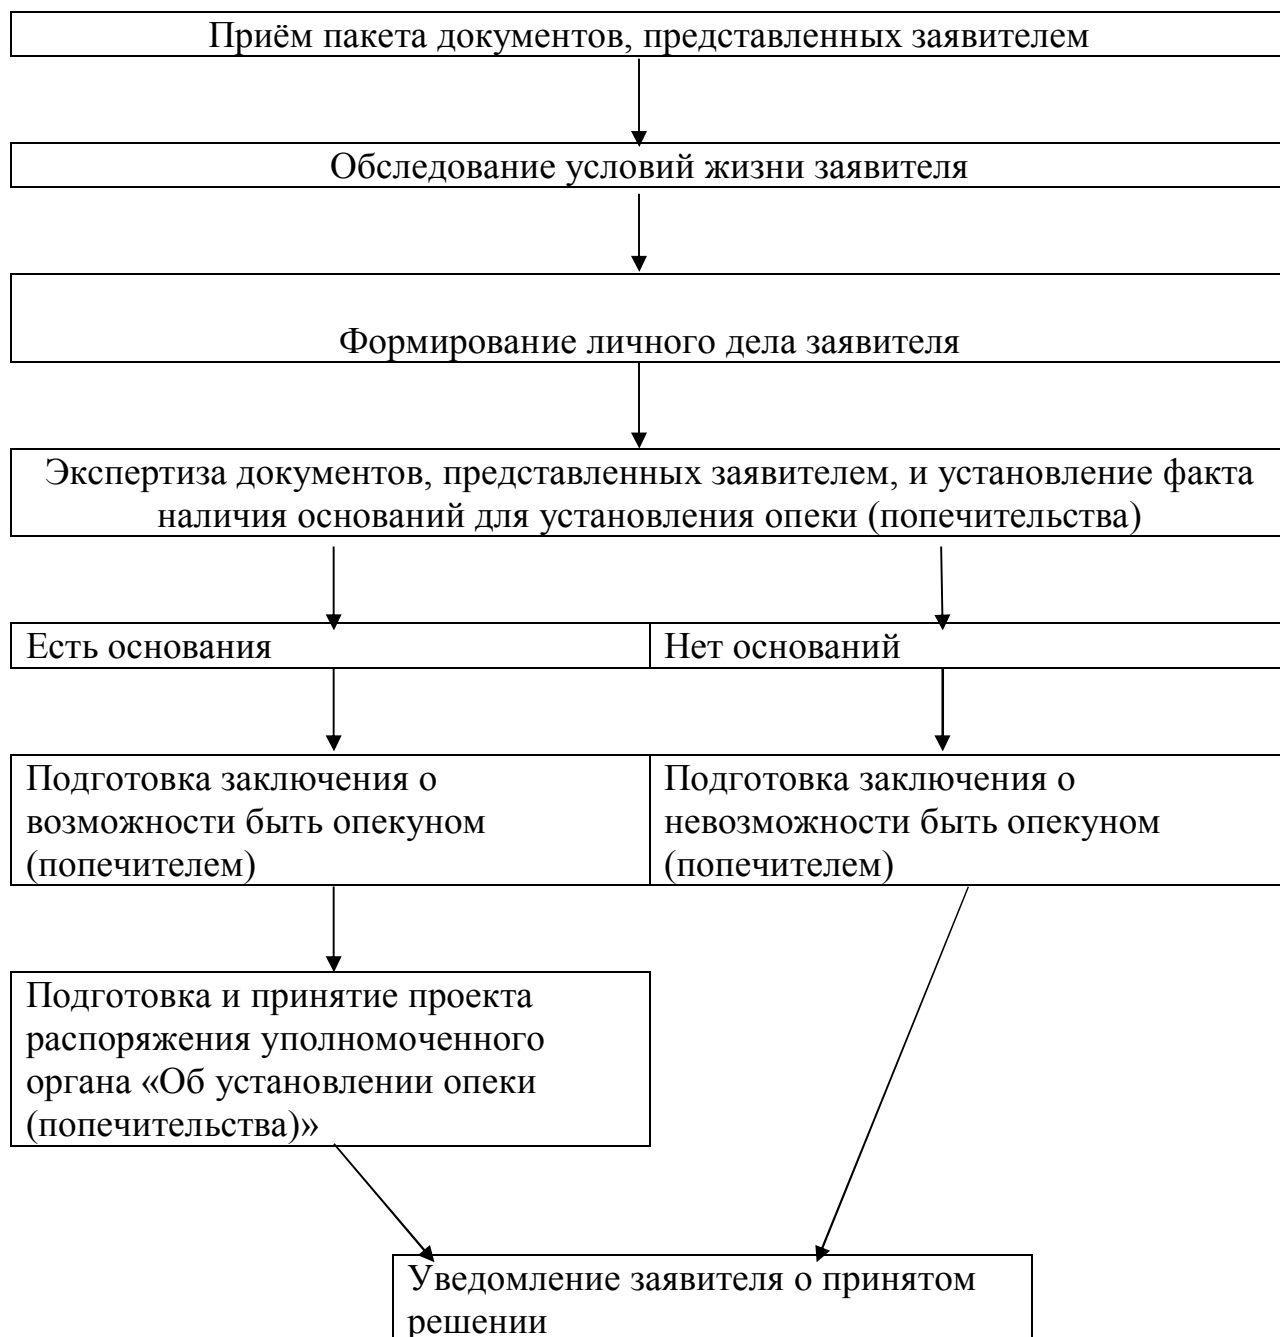 Приём пакета документов, представленных заявителем
Обследование условий жизни заявителя
Формирование личного дела заявителя
Экспертиза документов, представленных заявителем, и установление факта
наличия оснований для установления опеки (попечительства)
Есть основания
Нет оснований
Подготовка заключения о
возможности быть опекуном
(попечителем)
Подготовка заключения о
невозможности быть опекуном
(попечителем)
Подготовка и принятие проекта
распоряжения уполномоченного
органа «Об установлении опеки
(попечительства)»
Уведомление заявителя о принятом
решении